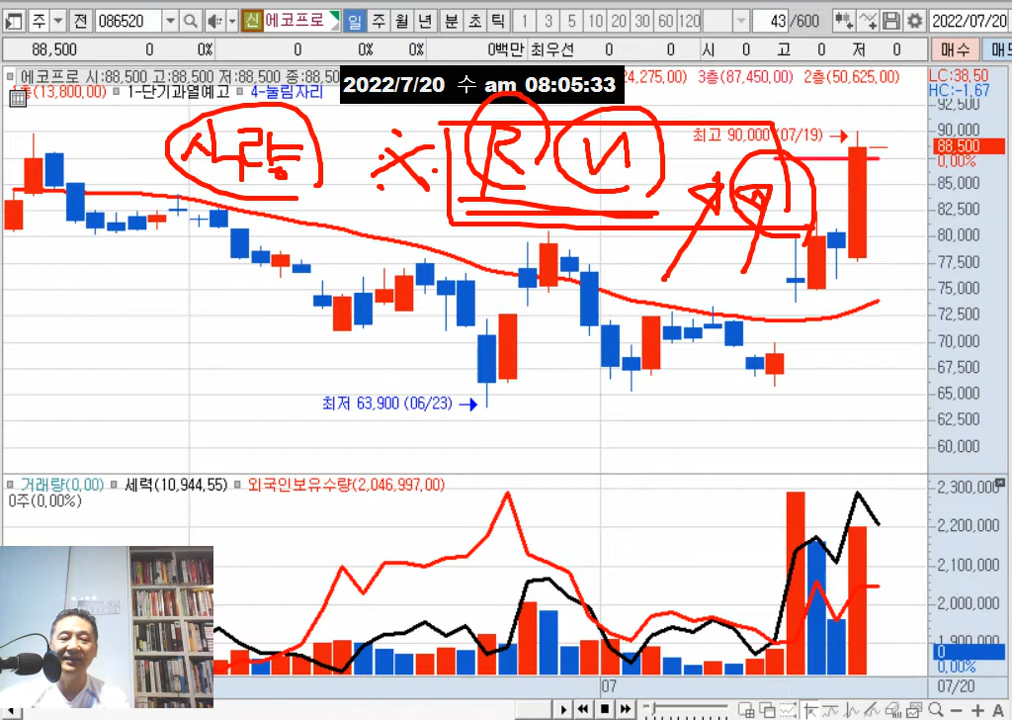 주 전 086520 신 에코프로 일 주 월 년 분 초 틱 1 3 5 10 20 30 60 120 43 /600 2022/07/20
88,500 0 0% 0 0% 0% 0백만 최우선 0 0 시 0 고 0 저 0 매수
에코프로 시:88,500 고:88,500 저:88,500 종:88,50 2022/7/20 수 am 08:05:33 24,275,00) 3층(87,450,00) 2층(50,625,00) LC:38,50
1층(13,800,00) 1-단기과열예고 4-눌림자리 HC:-1,67
92,500
최고 90,000 (07/19) 90,000
사랑 ※ R N
88,500
0,00%
85,000
82,500
80,000
77,500
75,000
72,500
70,000
67,500
65,000
최저 63,900 (06/23)
62,500
60,000
거래량(0,00) 세력(10,944,55) 외국인보유수량(2,046,997,00) 2,300,000
0주(0,00%)
2,200,000
2,100,000
2,000,000
1,900,000
0
0,00%
07 07/20